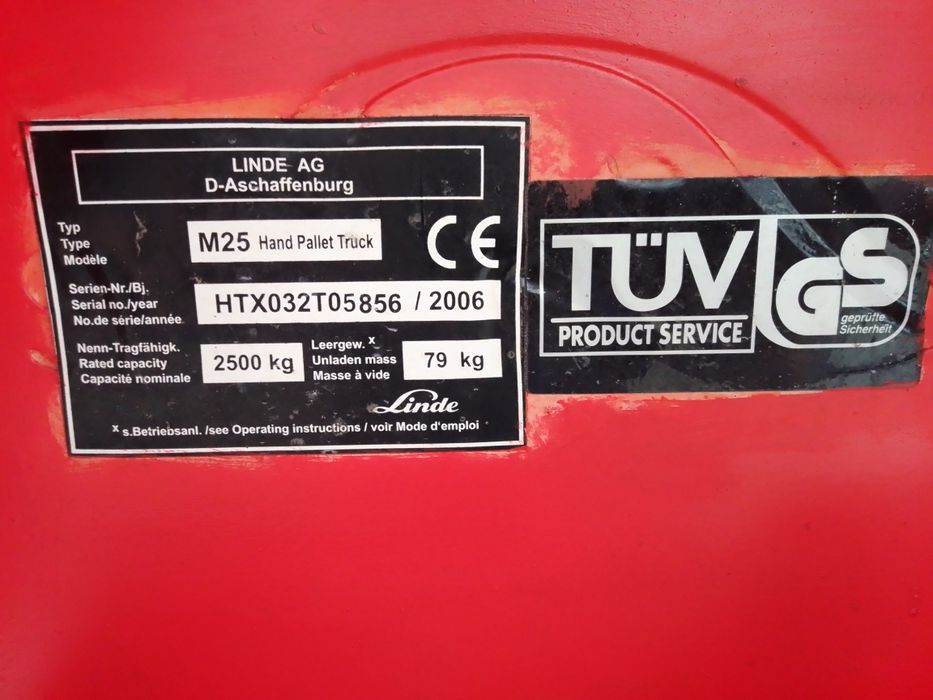 LINDE AG
D-Aschaffenburg
Typ
Type
Modèle
M25 Hand Pallet Truck
CE
Serien-Nr./Bj.
Serial no./year
No.de série/année
HTX032T05856 / 2006
Nenn-Tragfähigk.
Rated capacity
Capacité nominale
2500 kg
Leergew. x
Unladen mass
Masse à vide
79 kg
Linde
x s.Betriebsanl. /see Operating instructions / voir Mode d'emploi
TÜV
PRODUCT SERVICE
GS
geprüfte
Sicherheit